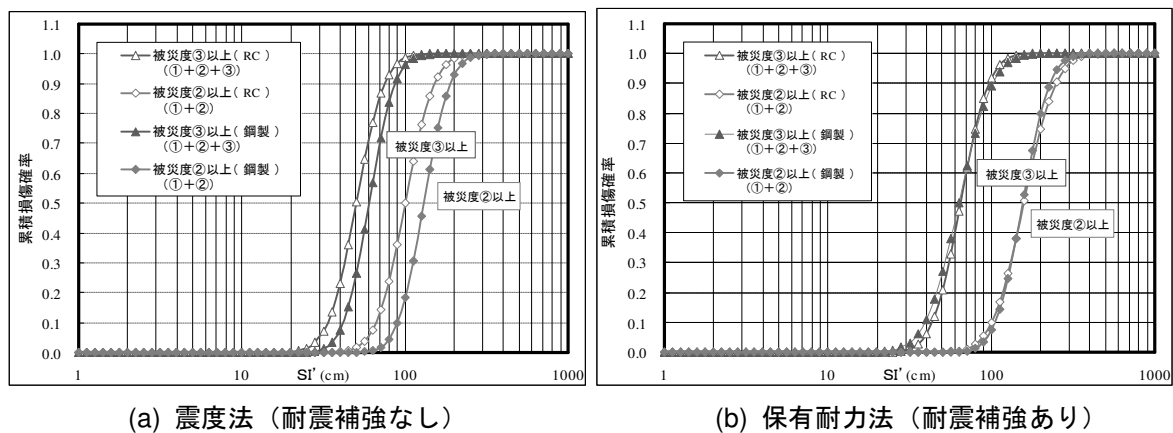 1.1
1.0
0.9
0.8
0.7
0.6
0.5
0.4
0.3
0.2
0.1
0.0
累積損傷確率
被災度③以上( RC)
(①+②+③)
被災度②以上( RC)
(①+②)
被災度③以上( 鋼製)
(①+②+③)
被災度②以上( 鋼製)
(①+②)
被災度③以上
被災度②以上
1
10
SI’(cm)
100
1000
(a) 震度法(耐震補強なし)
1.1
1.0
0.9
0.8
0.7
0.6
0.5
0.4
0.3
0.2
0.1
0.0
累積損傷確率
被災度③以上( RC)
(①+②+③)
被災度②以上( RC)
(①+②)
被災度③以上( 鋼製)
(①+②+③)
被災度②以上( 鋼製)
(①+②)
被災度③以上
被災度②以上
1
10
SI’(cm)
100
1000
(b) 保有耐力法(耐震補強あり)